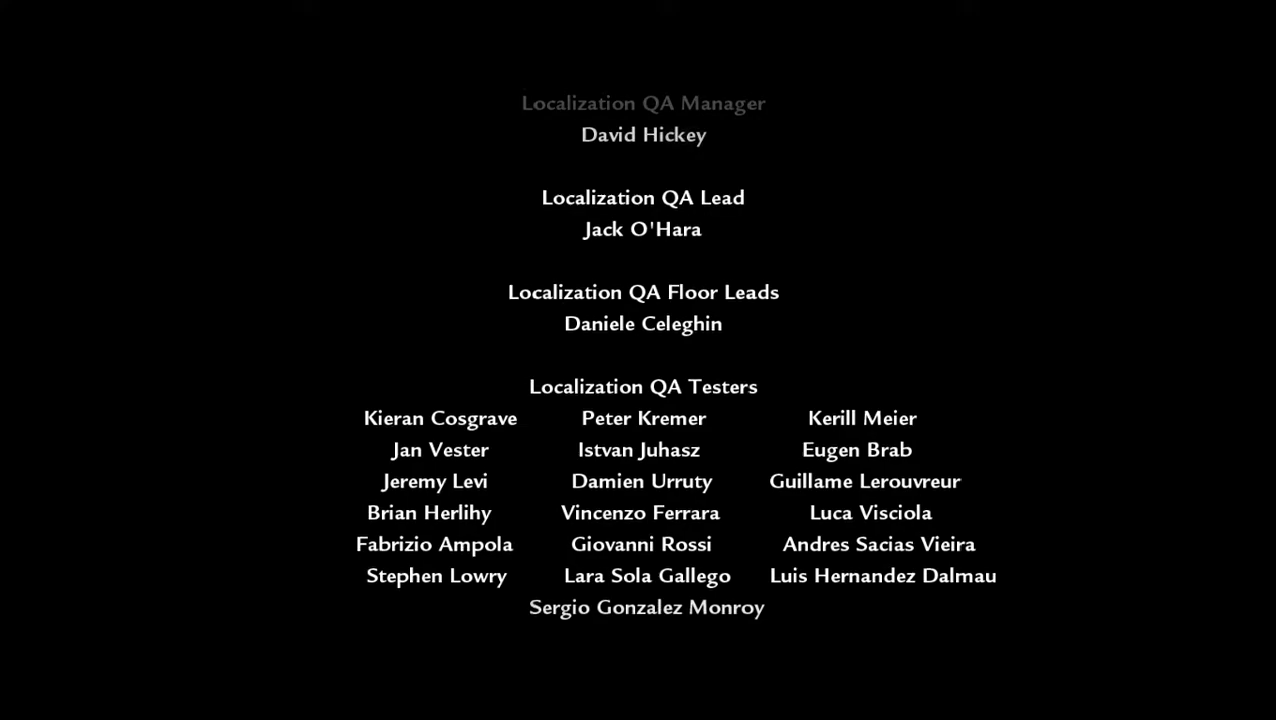 Localization QA Manager
David Hickey
Localization QA Lead
Jack O'Hara
Localization QA Floor Leads
Daniele Celeghin
Localization QA Testers
Kieran Cosgrave Peter Kremer Kerill Meier
Jan Vester Istvan Juhasz Eugen Brab
Jeremy Levi Damien Urruty Guillame Lerouvreur
Brian Herlihy Vincenzo Ferrara Luca Visciola
Fabrizio Ampola Giovanni Rossi Andres Sacias Vieira
Stephen Lowry Lara Sola Gallego Luis Hernandez Dalmau
Sergio Gonzalez Monroy